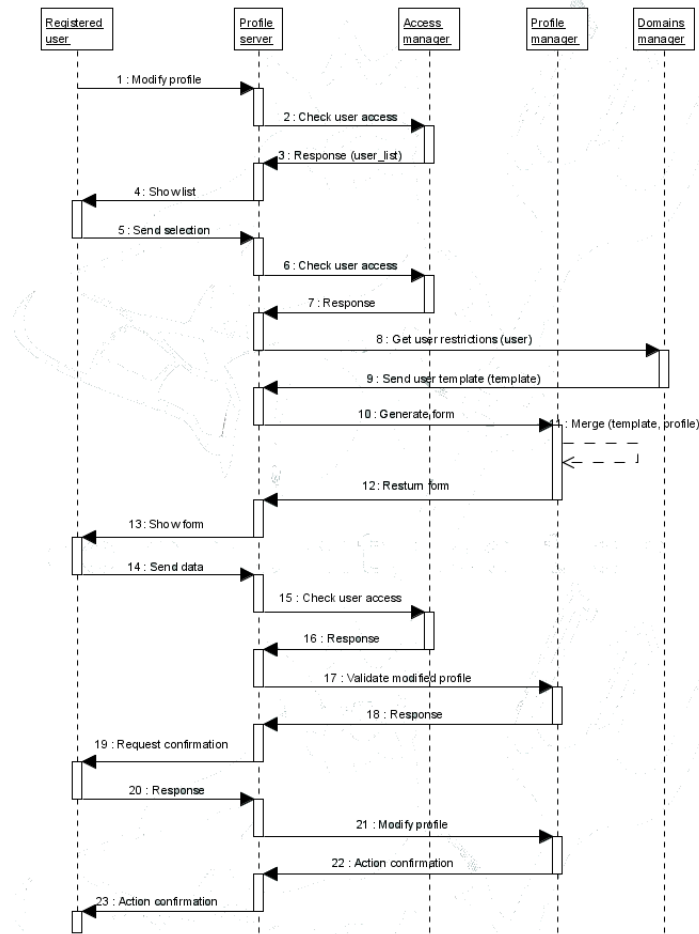 Registered
user
Profile
server
Access
manager
Profile
manager
Domains
manager
1 : Modify profile
2 : Check user access
3 : Response (user_list)
4 : Show list
5 : Send selection
6 : Check user access
7 : Response
8 : Get user restrictions (user)
9 : Send user template (template)
10 : Generate form
11 : Merge (template, profile)
12 : Resturn form
13 : Show form
14 : Send data
15 : Check user access
16 : Response
17 : Validate modified profile
18 : Response
19 : Request confirmation
20 : Response
21 : Modify profile
22 : Action confirmation
23 : Action confirmation